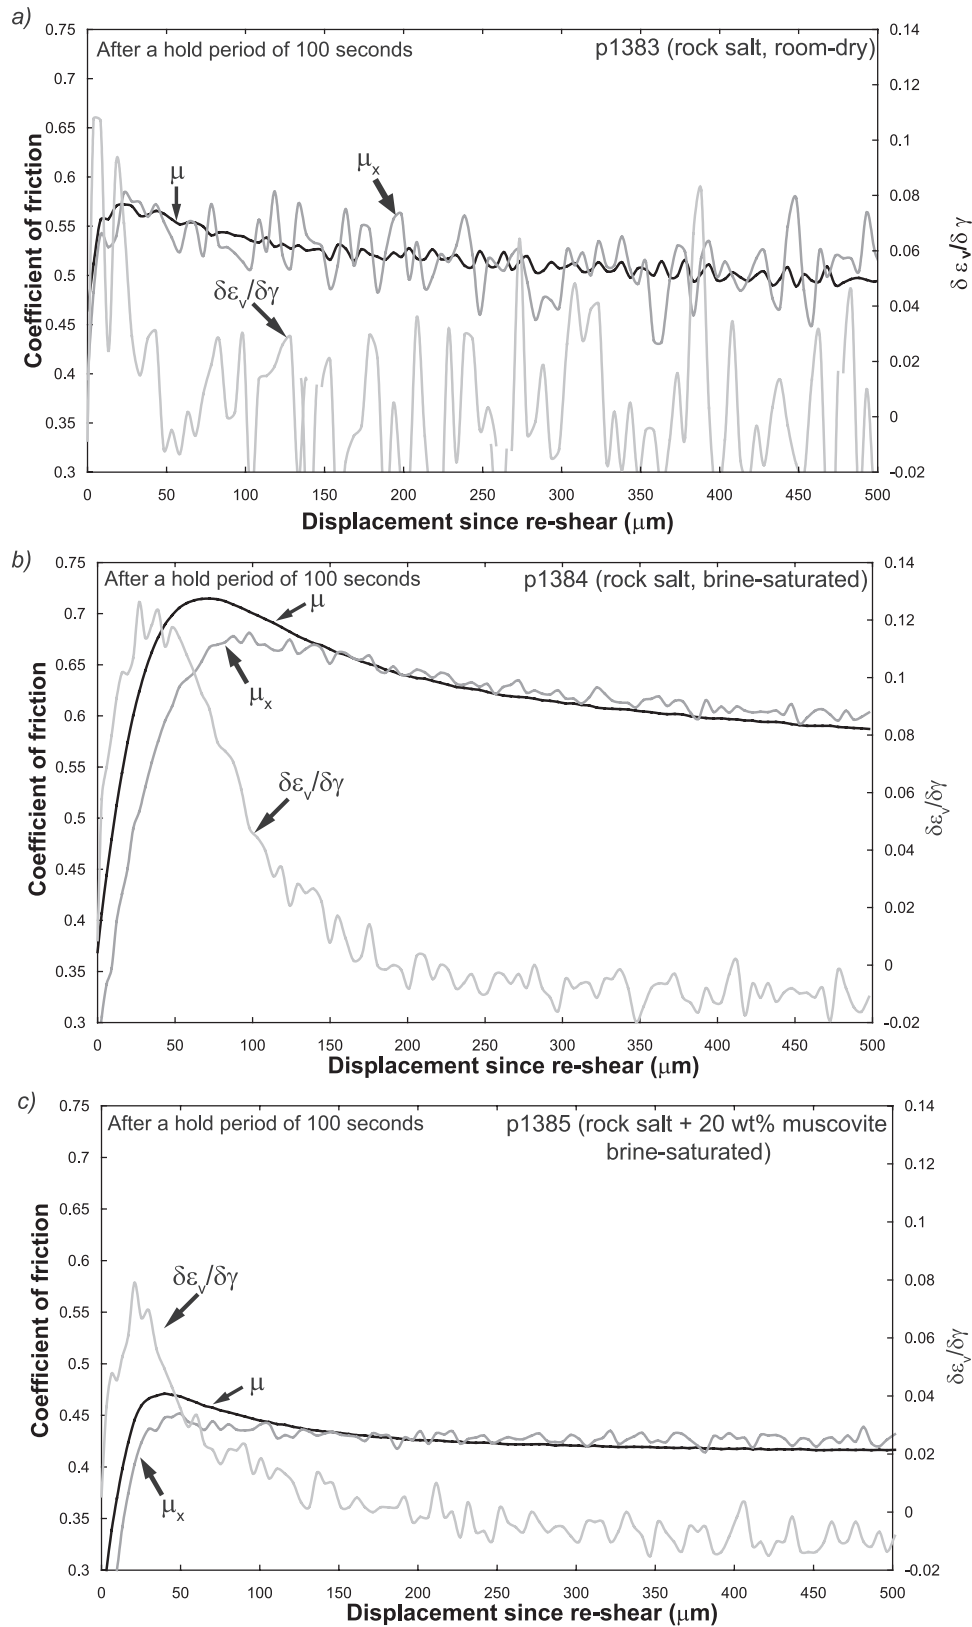 a)
After a hold period of 100 seconds
p1383 (rock salt, room-dry)
0.75
0.7
0.65
0.6
0.55
0.5
0.45
0.4
0.35
0.3
Coefficient of friction
μ
μx
δεv/δγ
0.14
0.12
0.1
0.08
0.06
0.04
0.02
0
-0.02
δ εv/δ γ
0 50 100 150 200 250 300 350 400 450 500
Displacement since re-shear (μm)
b)
After a hold period of 100 seconds
p1384 (rock salt, brine-saturated)
0.75
0.7
0.65
0.6
0.55
0.5
0.45
0.4
0.35
0.3
Coefficient of friction
μ
μx
δεv/δγ
0.14
0.12
0.1
0.08
0.06
0.04
0.02
0
-0.02
δεv/δγ
0 50 100 150 200 250 300 350 400 450 500
Displacement since re-shear (μm)
c)
After a hold period of 100 seconds
p1385 (rock salt + 20 wt% muscovite
brine-saturated)
0.75
0.7
0.65
0.6
0.55
0.5
0.45
0.4
0.35
0.3
Coefficient of friction
δεv/δγ
μ
μx
0.14
0.12
0.1
0.08
0.06
0.04
0.02
0
-0.02
δεv/δγ
0 50 100 150 200 250 300 350 400 450 500
Displacement since re-shear (μm)